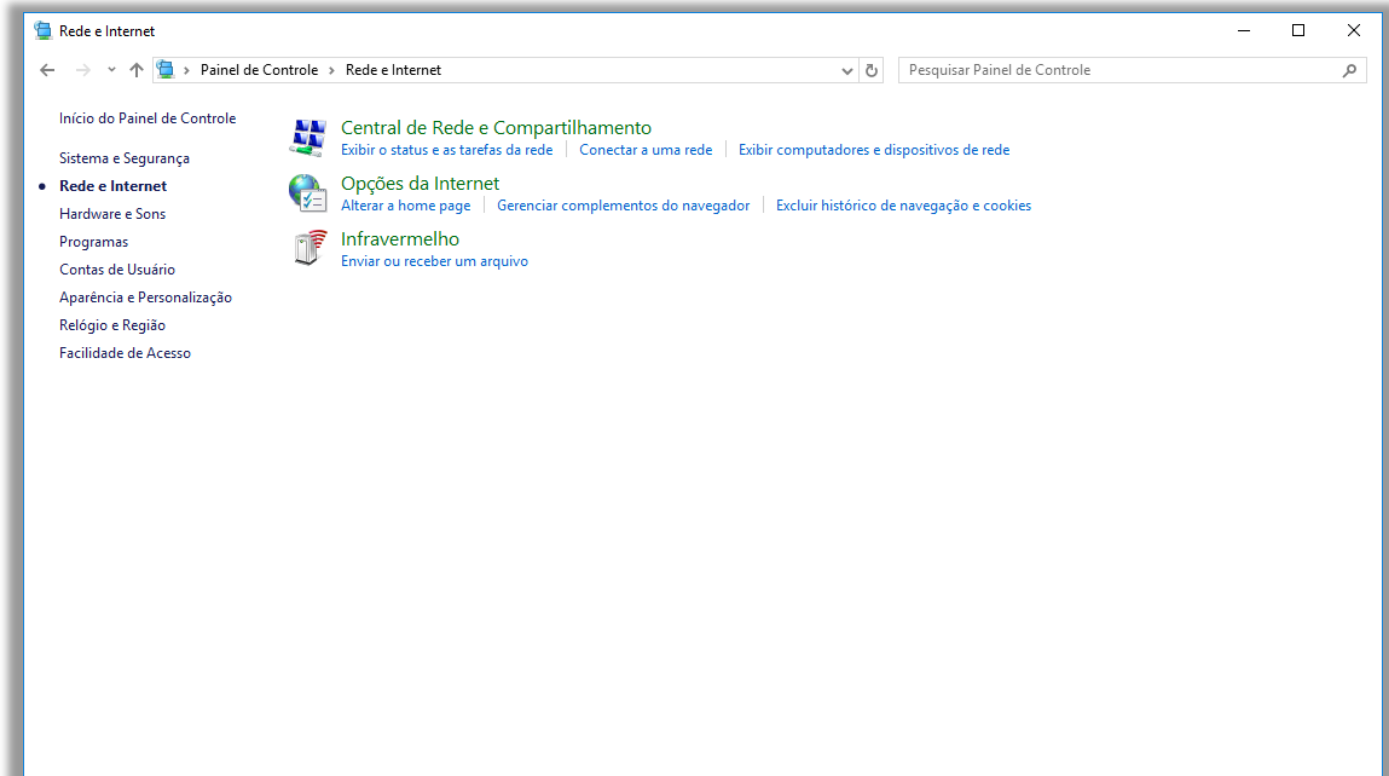 Rede e Internet
Painel de Controle > Rede e Internet
Pesquisar Painel de Controle
Início do Painel de Controle
Sistema e Segurança
Rede e Internet
Hardware e Sons
Programas
Contas de Usuário
Aparência e Personalização
Relógio e Região
Facilidade de Acesso
Central de Rede e Compartilhamento
Exibir o status e as tarefas da rede | Conectar a uma rede | Exibir computadores e dispositivos de rede
Opções da Internet
Alterar a home page | Gerenciar complementos do navegador | Excluir histórico de navegação e cookies
Infravermelho
Enviar ou receber um arquivo